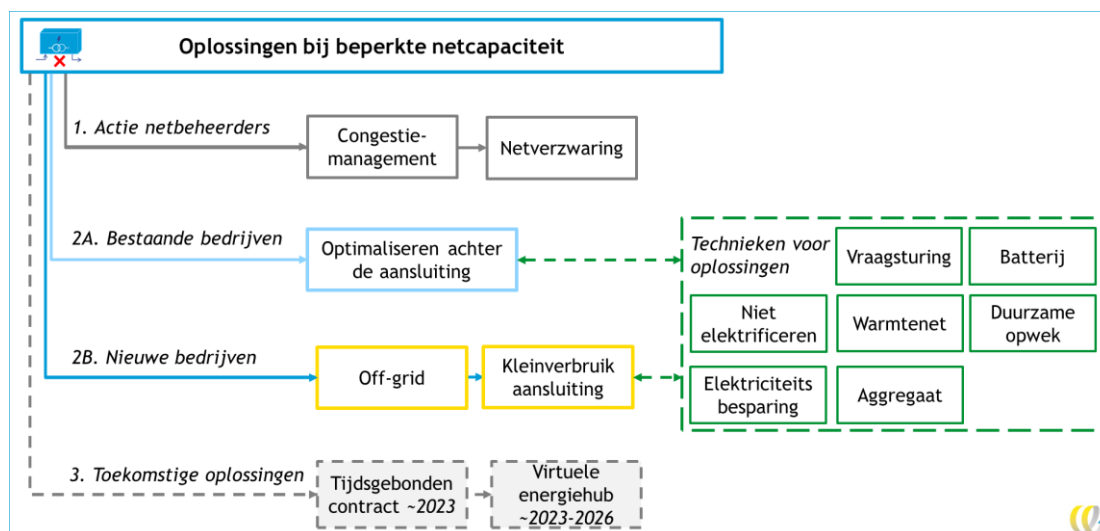 Oplossingen bij beperkte netcapaciteit
1. Actie netbeheerders
Congestie-
management
Netverzwaring
2A. Bestaande bedrijven
Optimaliseren achter
de aansluiting
Technieken voor
oplossingen
Vraagsturing
Batterij
Niet
elektrificeren
Warmtenet
Duurzame
opwek
Elektriciteits
besparing
Aggregaat
2B. Nieuwe bedrijven
Off-grid
Kleinverbruik
aansluiting
3. Toekomstige oplossingen
Tijdsgebonden
contract ~2023
Virtuele
energiehub
~2023-2026